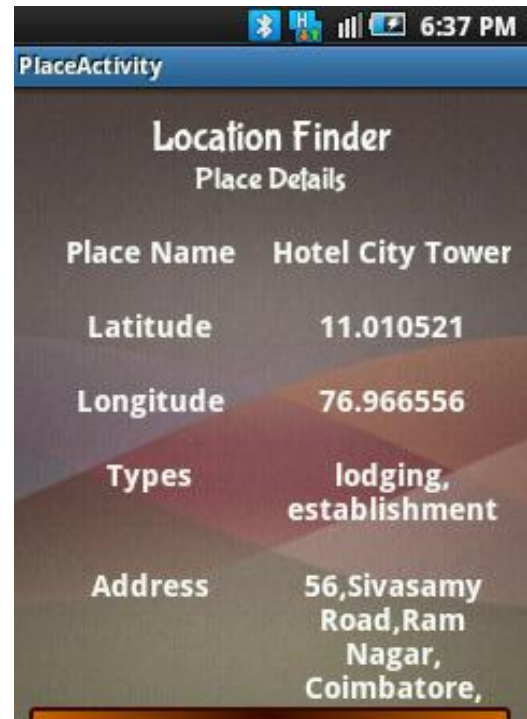 6:37 PM
PlaceActivity
Location Finder
Place Details
Place Name Hotel City Tower
Latitude 11.010521
Longitude 76.966556
Types lodging,
establishment
Address 56,Sivasamy
Road,Ram
Nagar,
Coimbatore,